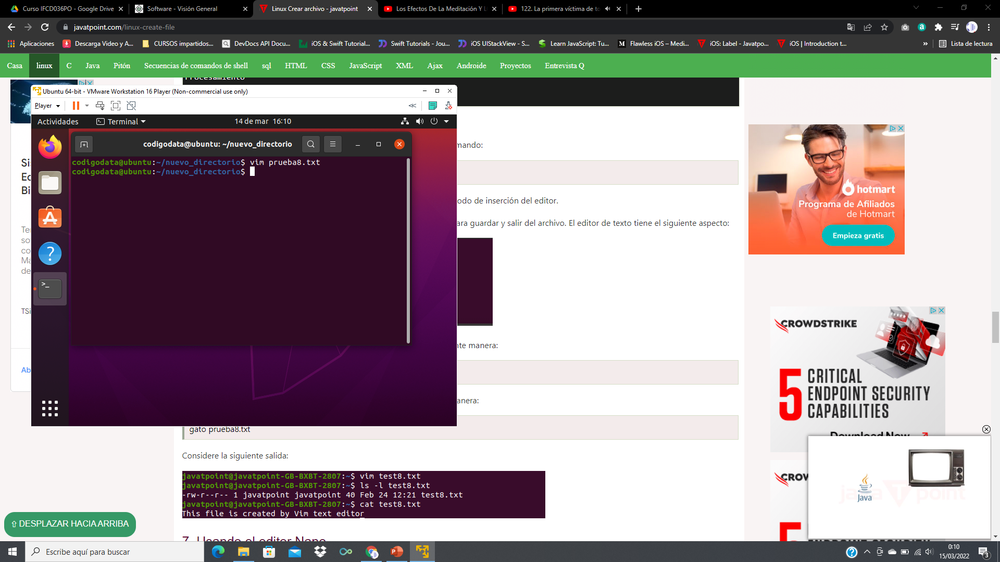 Curso IFCD036PO - Google Drive
Software - Visión General
Linux Crear archivo - javatpoint
Los Efectos De La Meditación Y L
122. La primera víctima de to
javatpoint.com/linux-create-file
Aplicaciones
Descarga Video y A...
CURSOS impartidos...
DevDocs API Docu...
iOS & Swift Tutorial...
Swift Tutorials - Jou...
iOS UIStackView - S...
Learn JavaScript: Tu...
Flawless iOS – Medi...
iOS: Label - Javatpo...
iOS | Introduction t...
»
Lista de lectura
Casa
linux
C
Java
Pitón
Secuencias de comandos de shell
sql
HTML
CSS
JavaScript
XML
Ajax
Androide
Proyectos
Entrevista Q
Procesamiento
Ubuntu 64-bit - VMware Workstation 16 Player (Non-commercial use only)
Player
Actividades
Terminal
14 de mar 16:10
codigodata@ubuntu: ~/nuevo_directorio
codigodata@ubuntu:~/nuevo_directorio$ vim prueba8.txt
codigodata@ubuntu:~/nuevo_directorio$
mando:
odo de inserción del editor.
ara guardar y salir del archivo. El editor de texto tiene el siguiente aspecto:
nte manera:
anera:
gato prueba8.txt
Considere la siguiente salida:
javatpoint@javatpoint-GB-BXBT-2807:~$ vim test8.txt
javatpoint@javatpoint-GB-BXBT-2807:~$ ls -l test8.txt
-rw-r--r-- 1 javatpoint javatpoint 40 Feb 24 12:21 test8.txt
javatpoint@javatpoint-GB-BXBT-2807:~$ cat test8.txt
This file is created by Vim text editor
7. Usando el editor Nano
Si
Ec
Bi
Te
so
co
Má
de
TSi
Ab
⇧ DESPLAZAR HACIA ARRIBA
hotmart
Programa de Afiliados
de Hotmart
Empieza gratis
CROWDSTRIKE
5 CRITICAL
ENDPOINT SECURITY
CAPABILITIES
Download Now
CROW
5
java T point
Java
Escribe aquí para buscar
0:10
15/03/2022
3